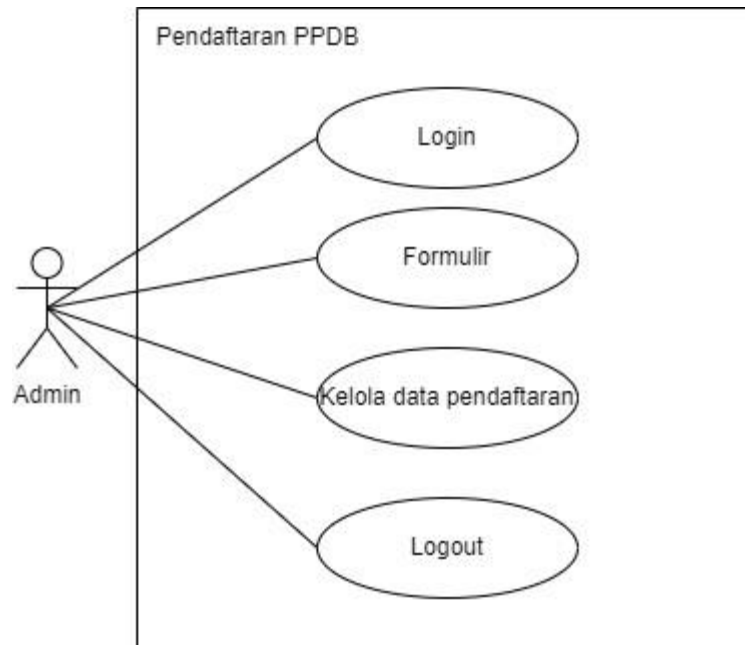 Pendaftaran PPDB
Login
Formulir
Kelola data pendaftaran
Admin
Logout